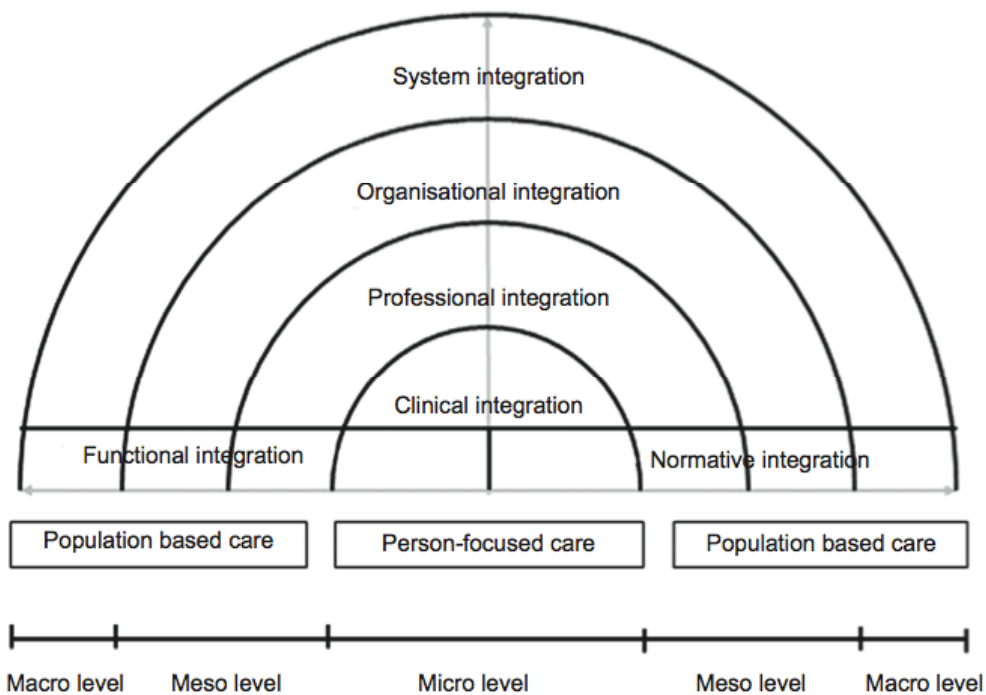 System integration
Organisational integration
Professional integration
Clinical integration
Functional integration
Normative integration
Population based care
Person-focused care
Population based care
Macro level
Meso level
Micro level
Meso level
Macro level